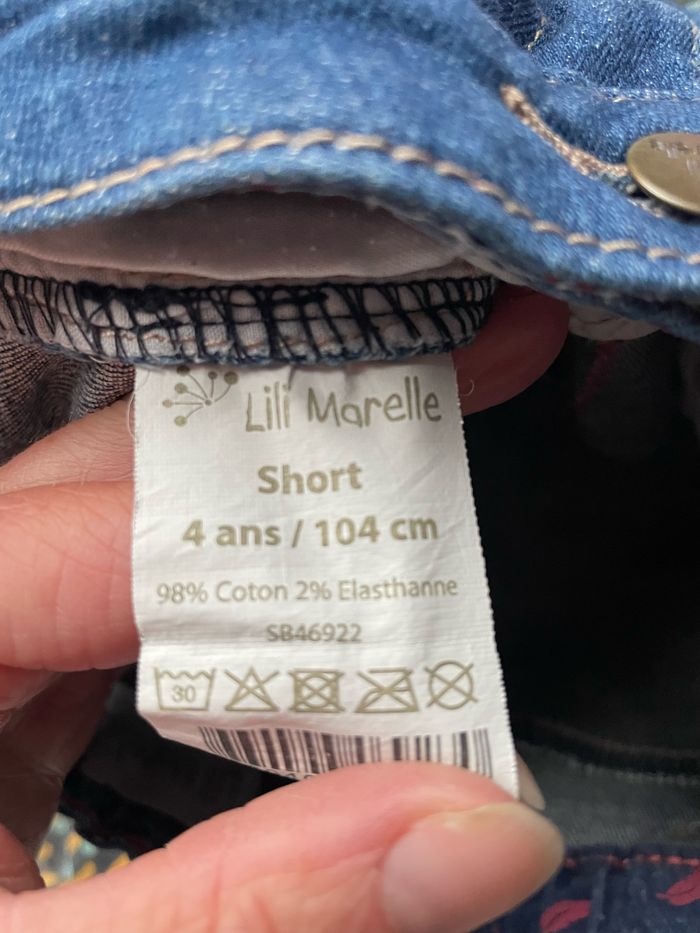 Lili Marelle
Short
4 ans / 104 cm
98% Coton 2% Elasthanne
SB46922
30